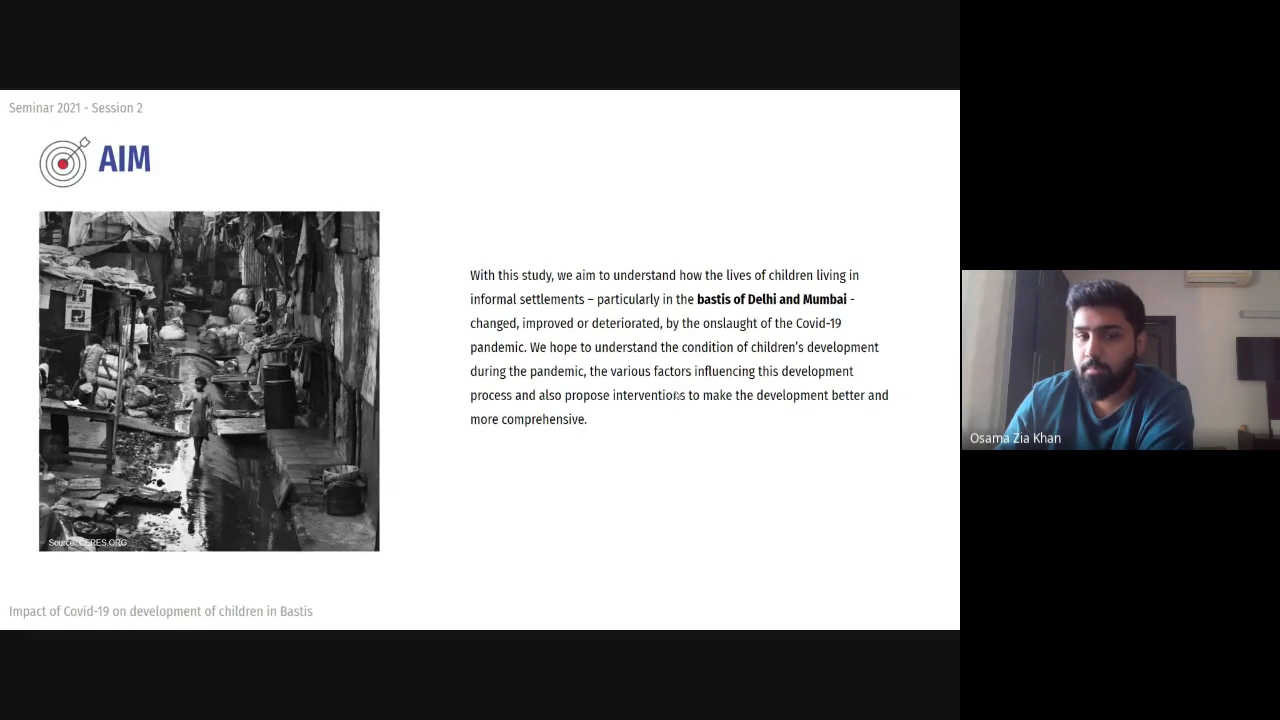 Seminar 2021 - Session 2
AIM
With this study, we aim to understand how the lives of children living in
informal settlements – particularly in the bastis of Delhi and Mumbai -
changed, improved or deteriorated, by the onslaught of the Covid-19
pandemic. We hope to understand the condition of children's development
during the pandemic, the various factors influencing this development
process and also propose interventions to make the development better and
more comprehensive.
Source: CERES.ORG
Impact of Covid-19 on development of children in Bastis
Osama Zia Khan